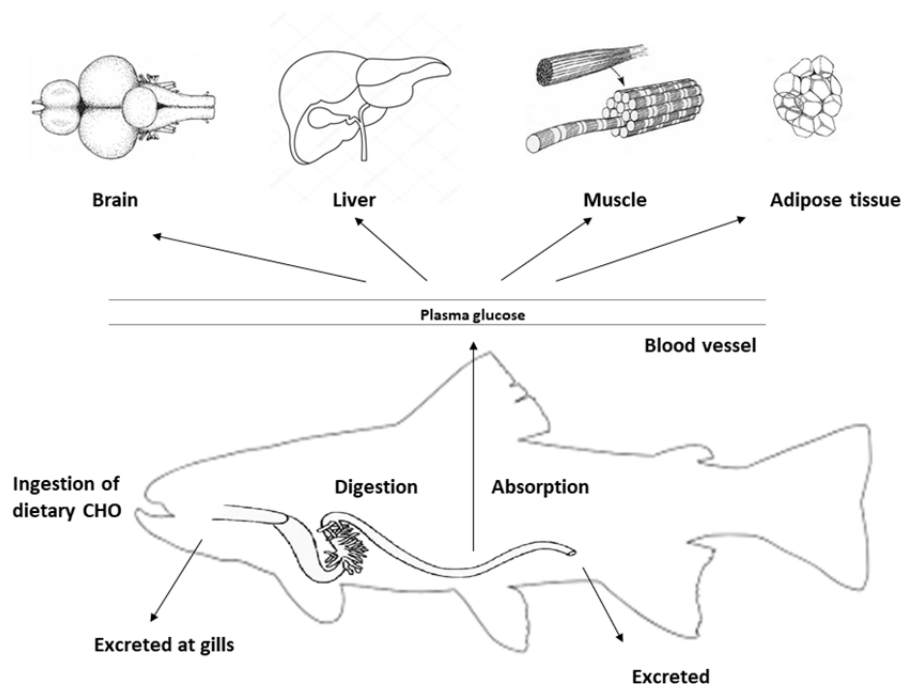 Brain
Liver
Muscle
Adipose tissue
Plasma glucose
Blood vessel
Ingestion of
dietary CHO
Digestion
Absorption
Excreted at gills
Excreted